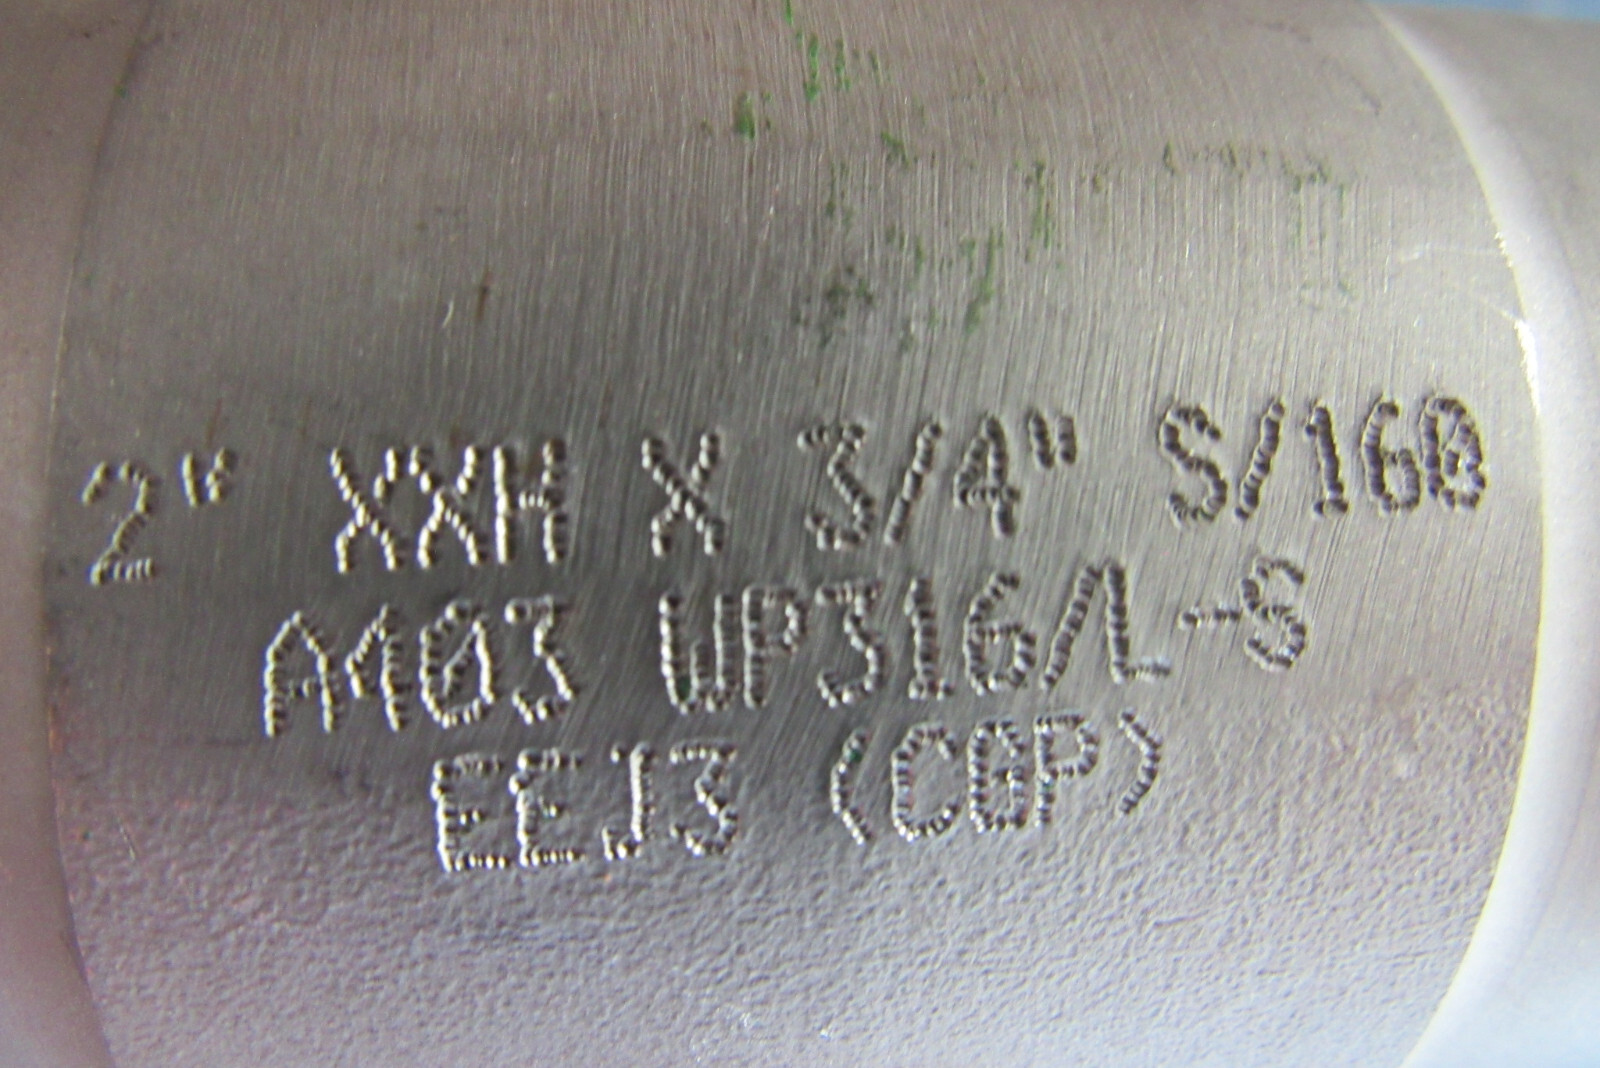 2" XXH X 3/4" S/160
A403 WP316/L-S
EEJ3 (CGP)